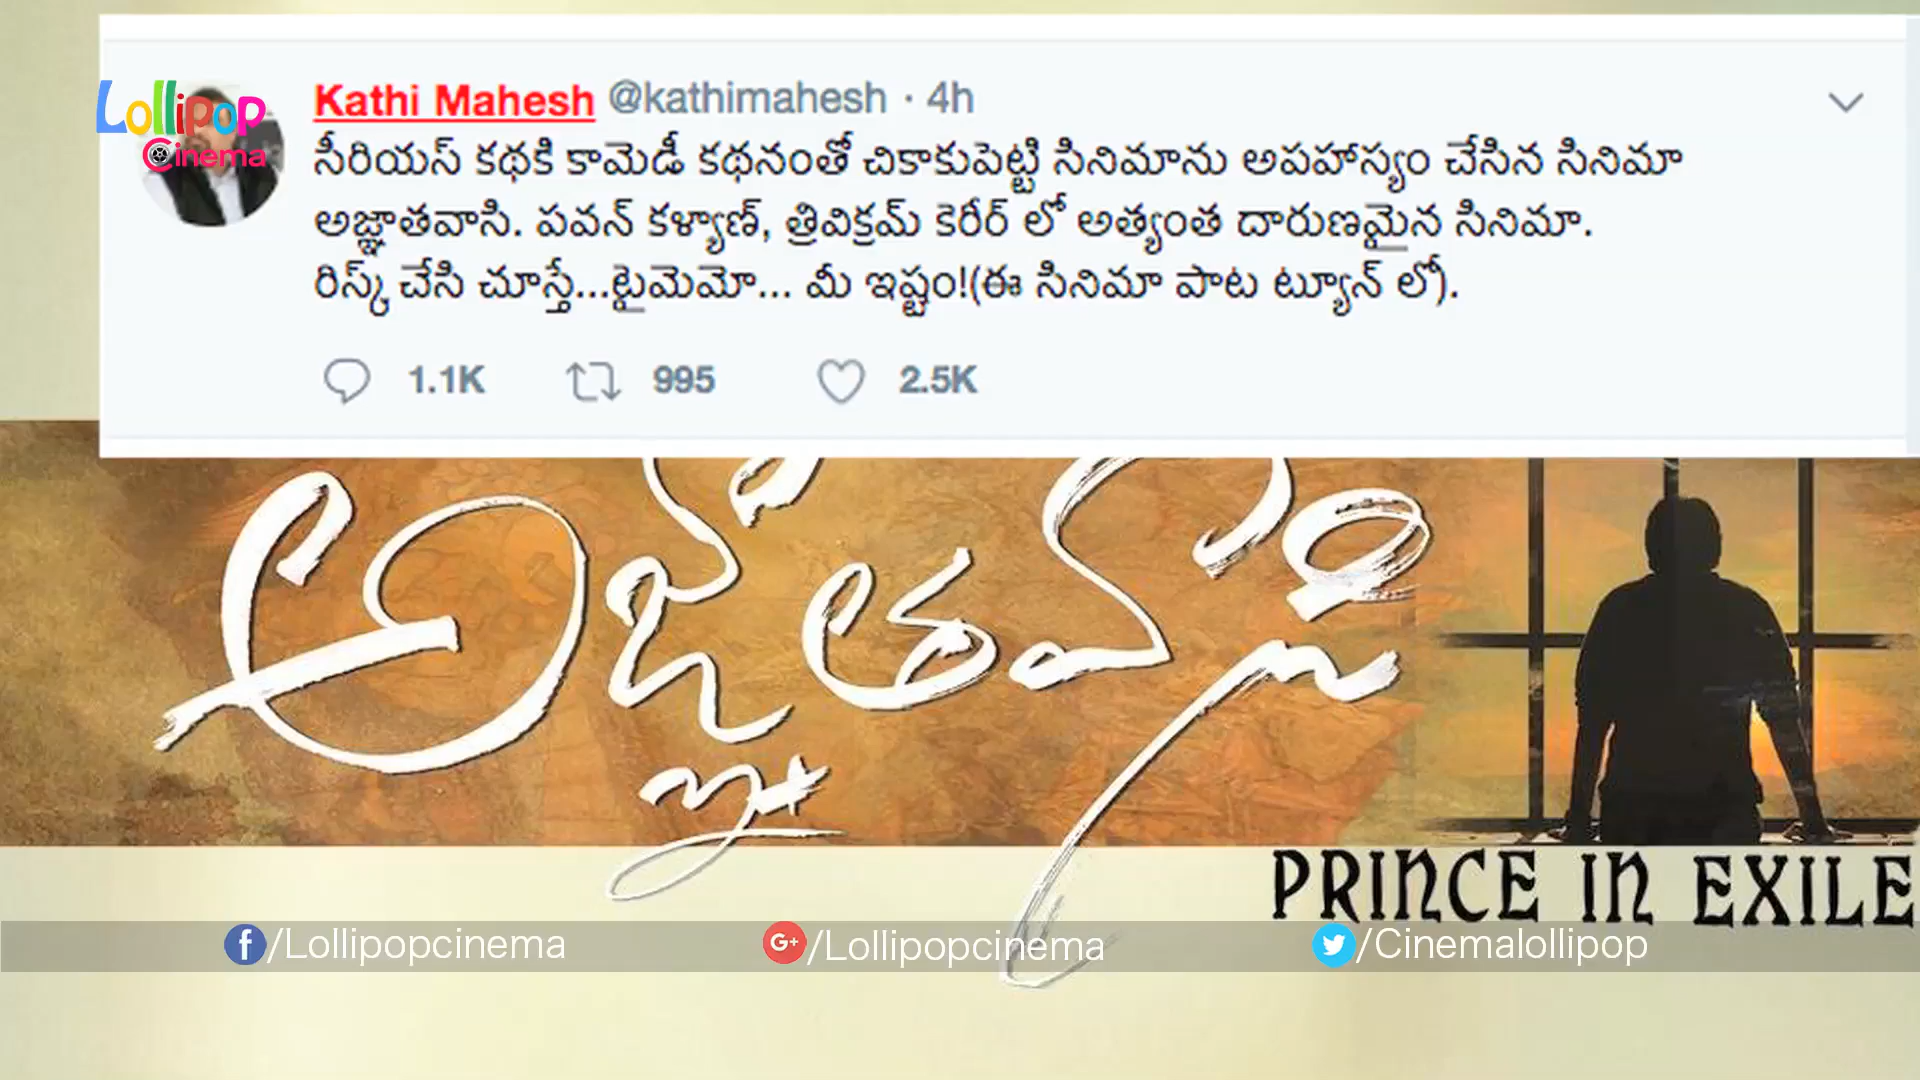 Lollipop
Cinema
Kathi Mahesh @kathimahesh · 4h
సీరియస్ కథకి కామెడీ కథనంతో చికాకుపెట్టి సినిమాను అపహాస్యం చేసిన సినిమా
అజ్ఞాతవాసి. పవన్ కళ్యాణ్, త్రివిక్రమ్ కెరీర్ లో అత్యంత దారుణమైన సినిమా.
రిస్క్ చేసి చూస్తే...టైమెమో... మీ ఇష్టం!(ఈ సినిమా పాట ట్యూన్ లో).
1.1K 995 2.5K
అజ్ఞాతవాసి
PRINCE IN EXILE
/Lollipopcinema /Lollipopcinema /Cinemalollipop